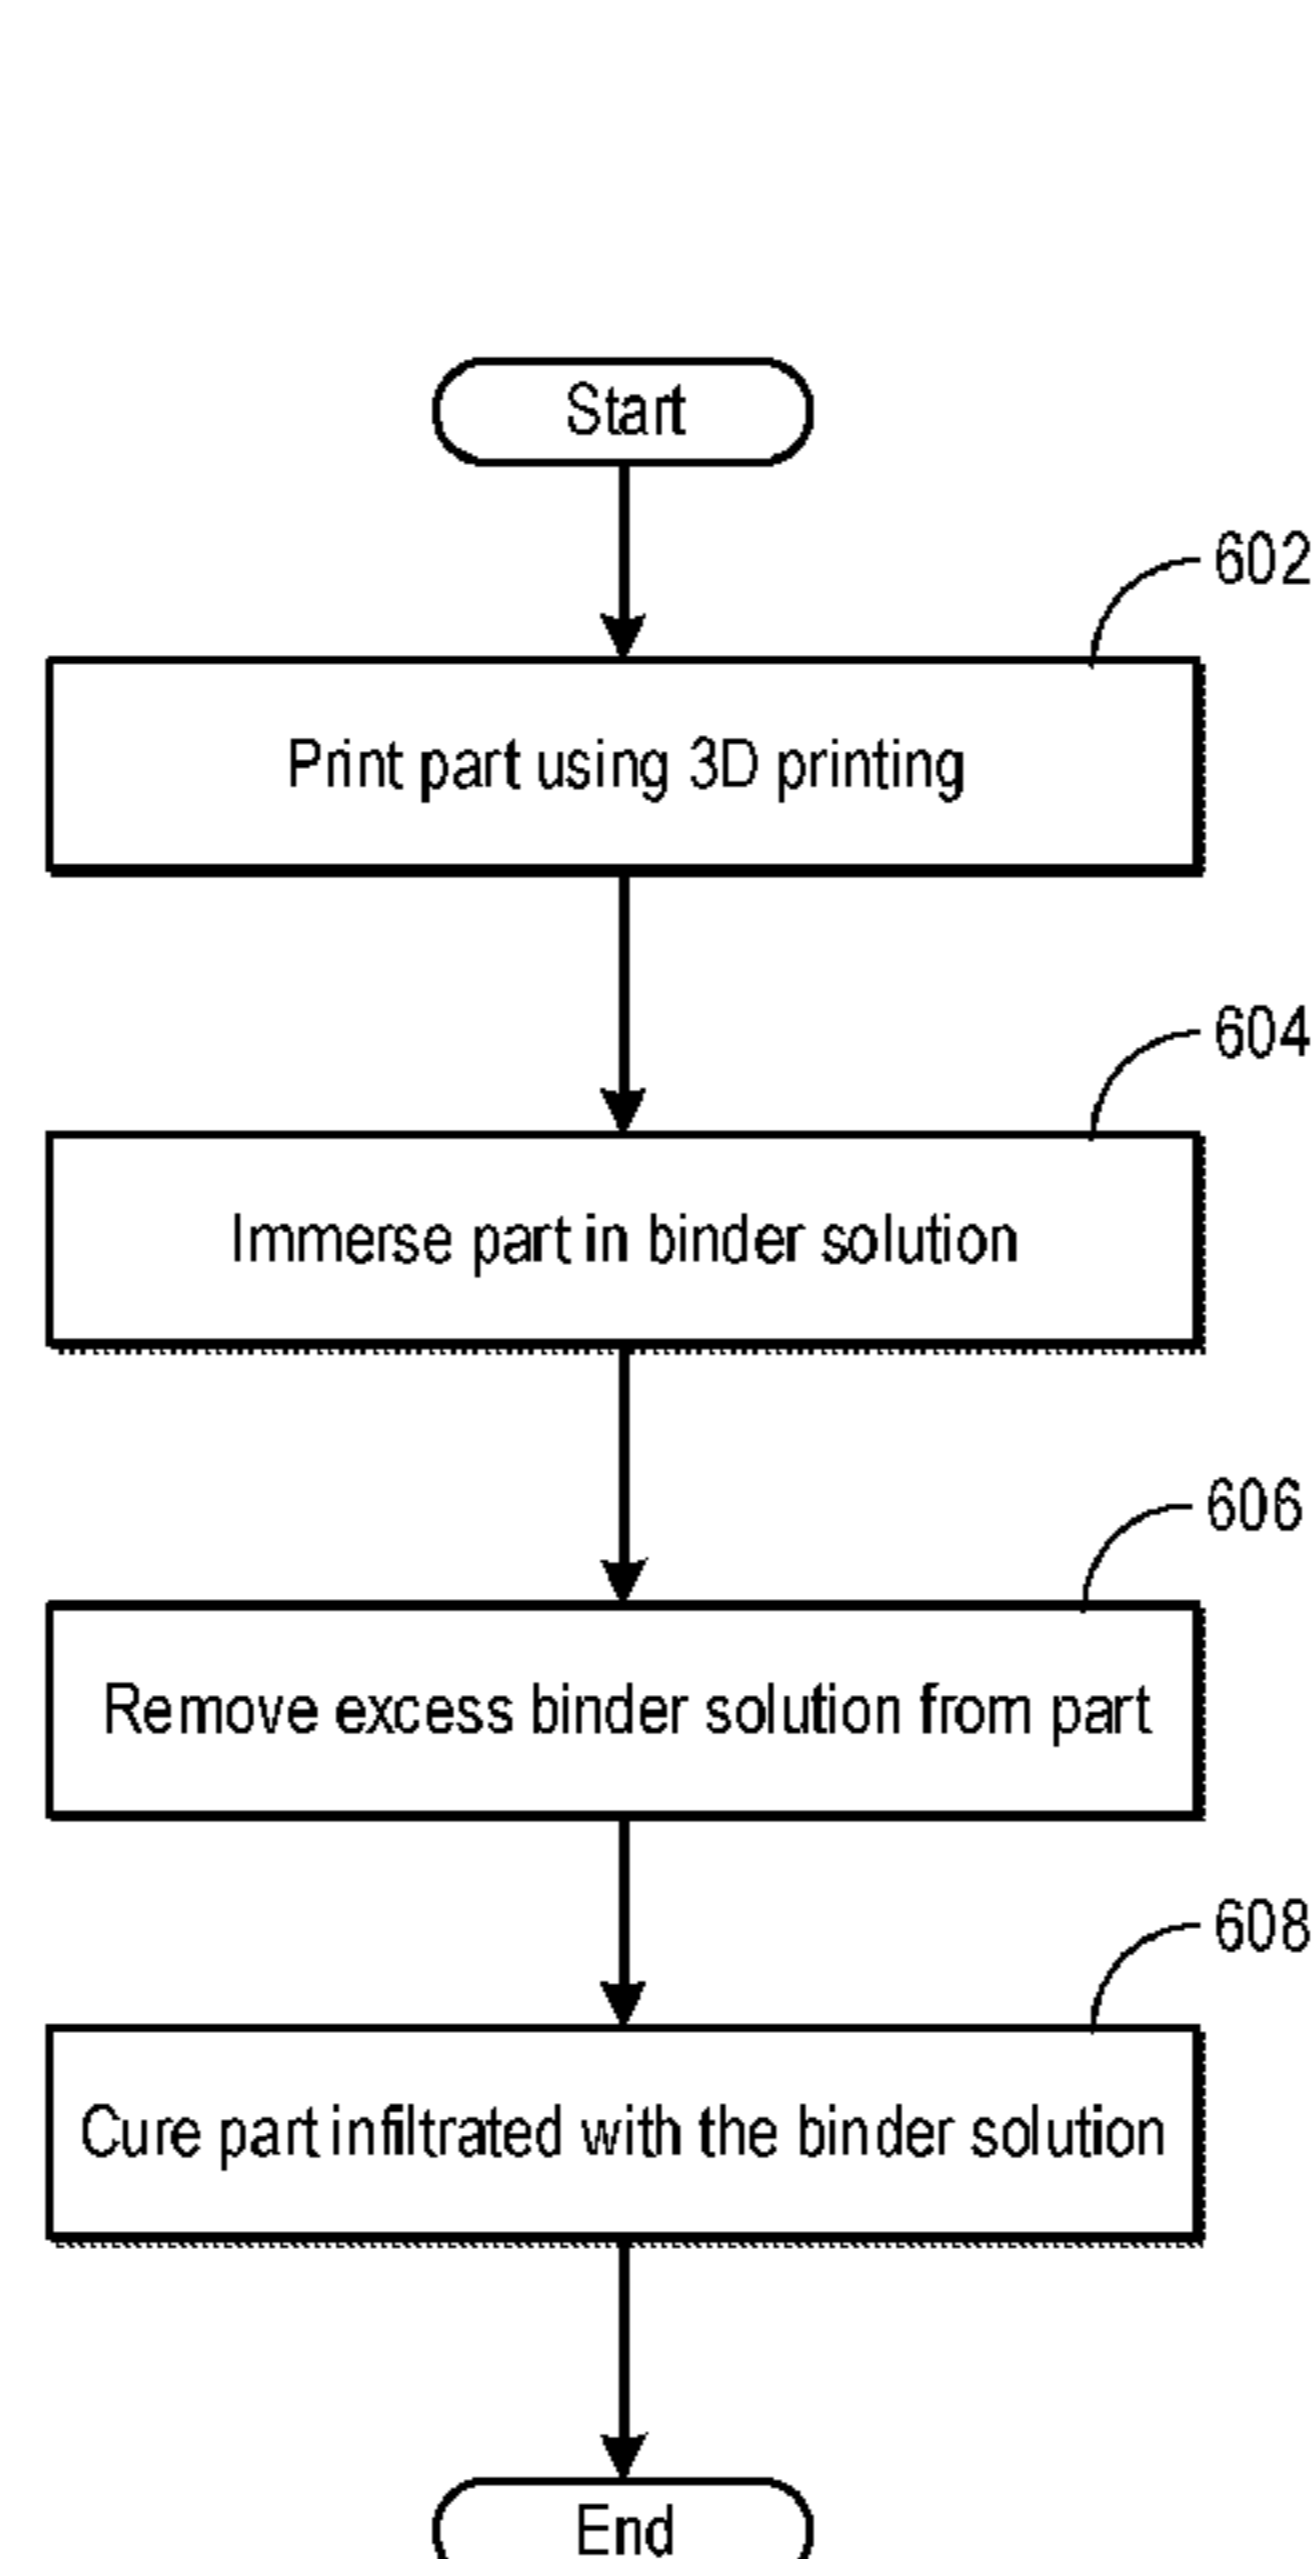 Start
602
Print part using 3D printing
604
Immerse part in binder solution
606
Remove excess binder solution from part
608
Cure part infiltrated with the binder solution
End